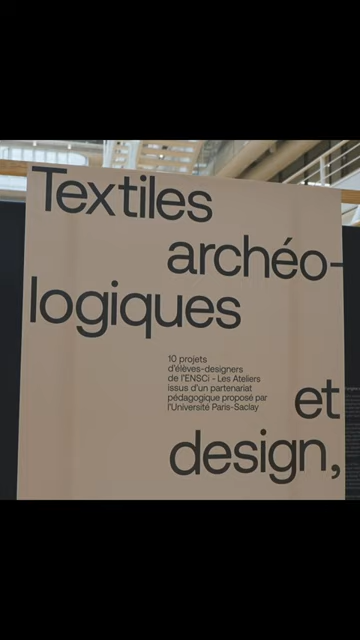 Textiles
archéo-
logiques
10 projets
d'élèves-designers
de l'ENSCi - Les Ateliers
issus d'un partenariat
pédagogique proposé par
l'Université Paris-Saclay
et
design,